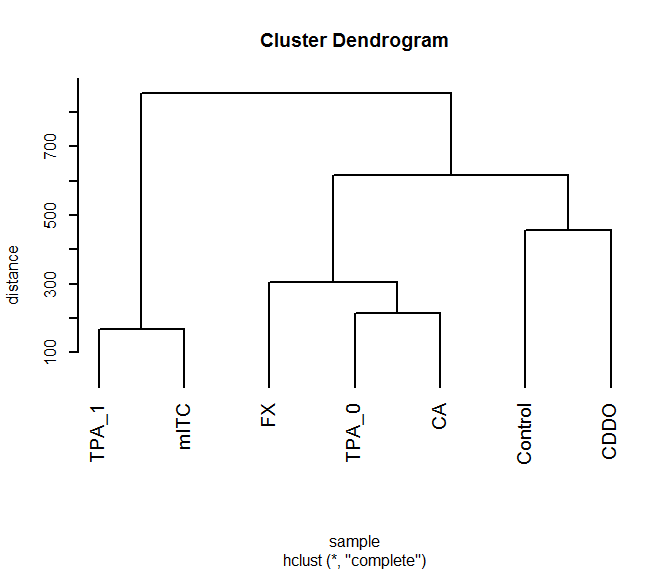 Cluster Dendrogram
distance
700
500
300
100
TPA_1
mITC
FX
TPA_0
CA
Control
CDDO
sample
hclust (*, "complete")